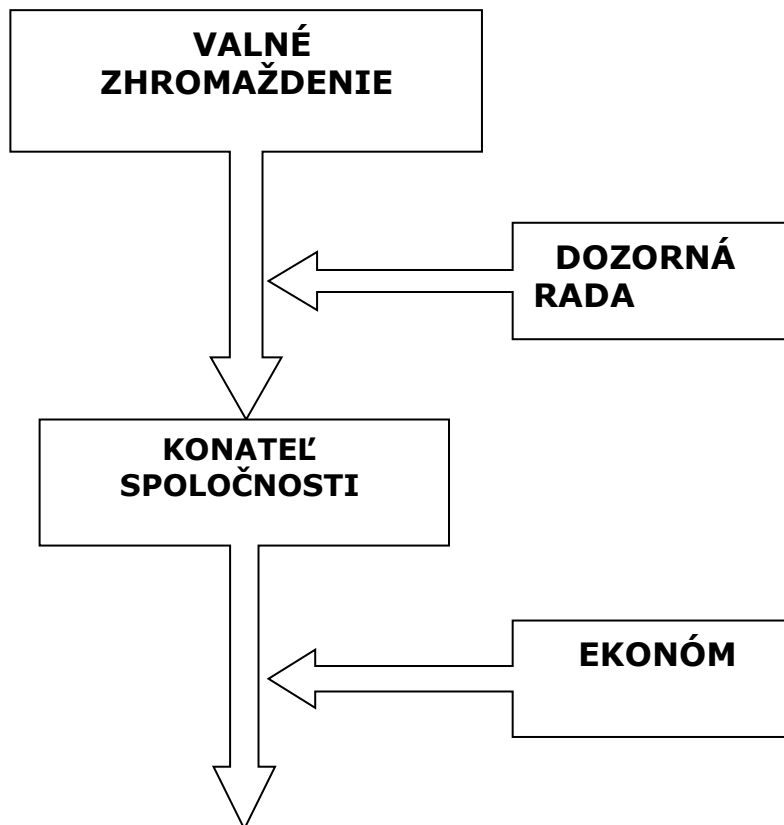 VALNÉ
ZHROMAŽDENIE
DOZORNÁ
RADA
KONATEĽ
SPOLOČNOSTI
EKONÓM